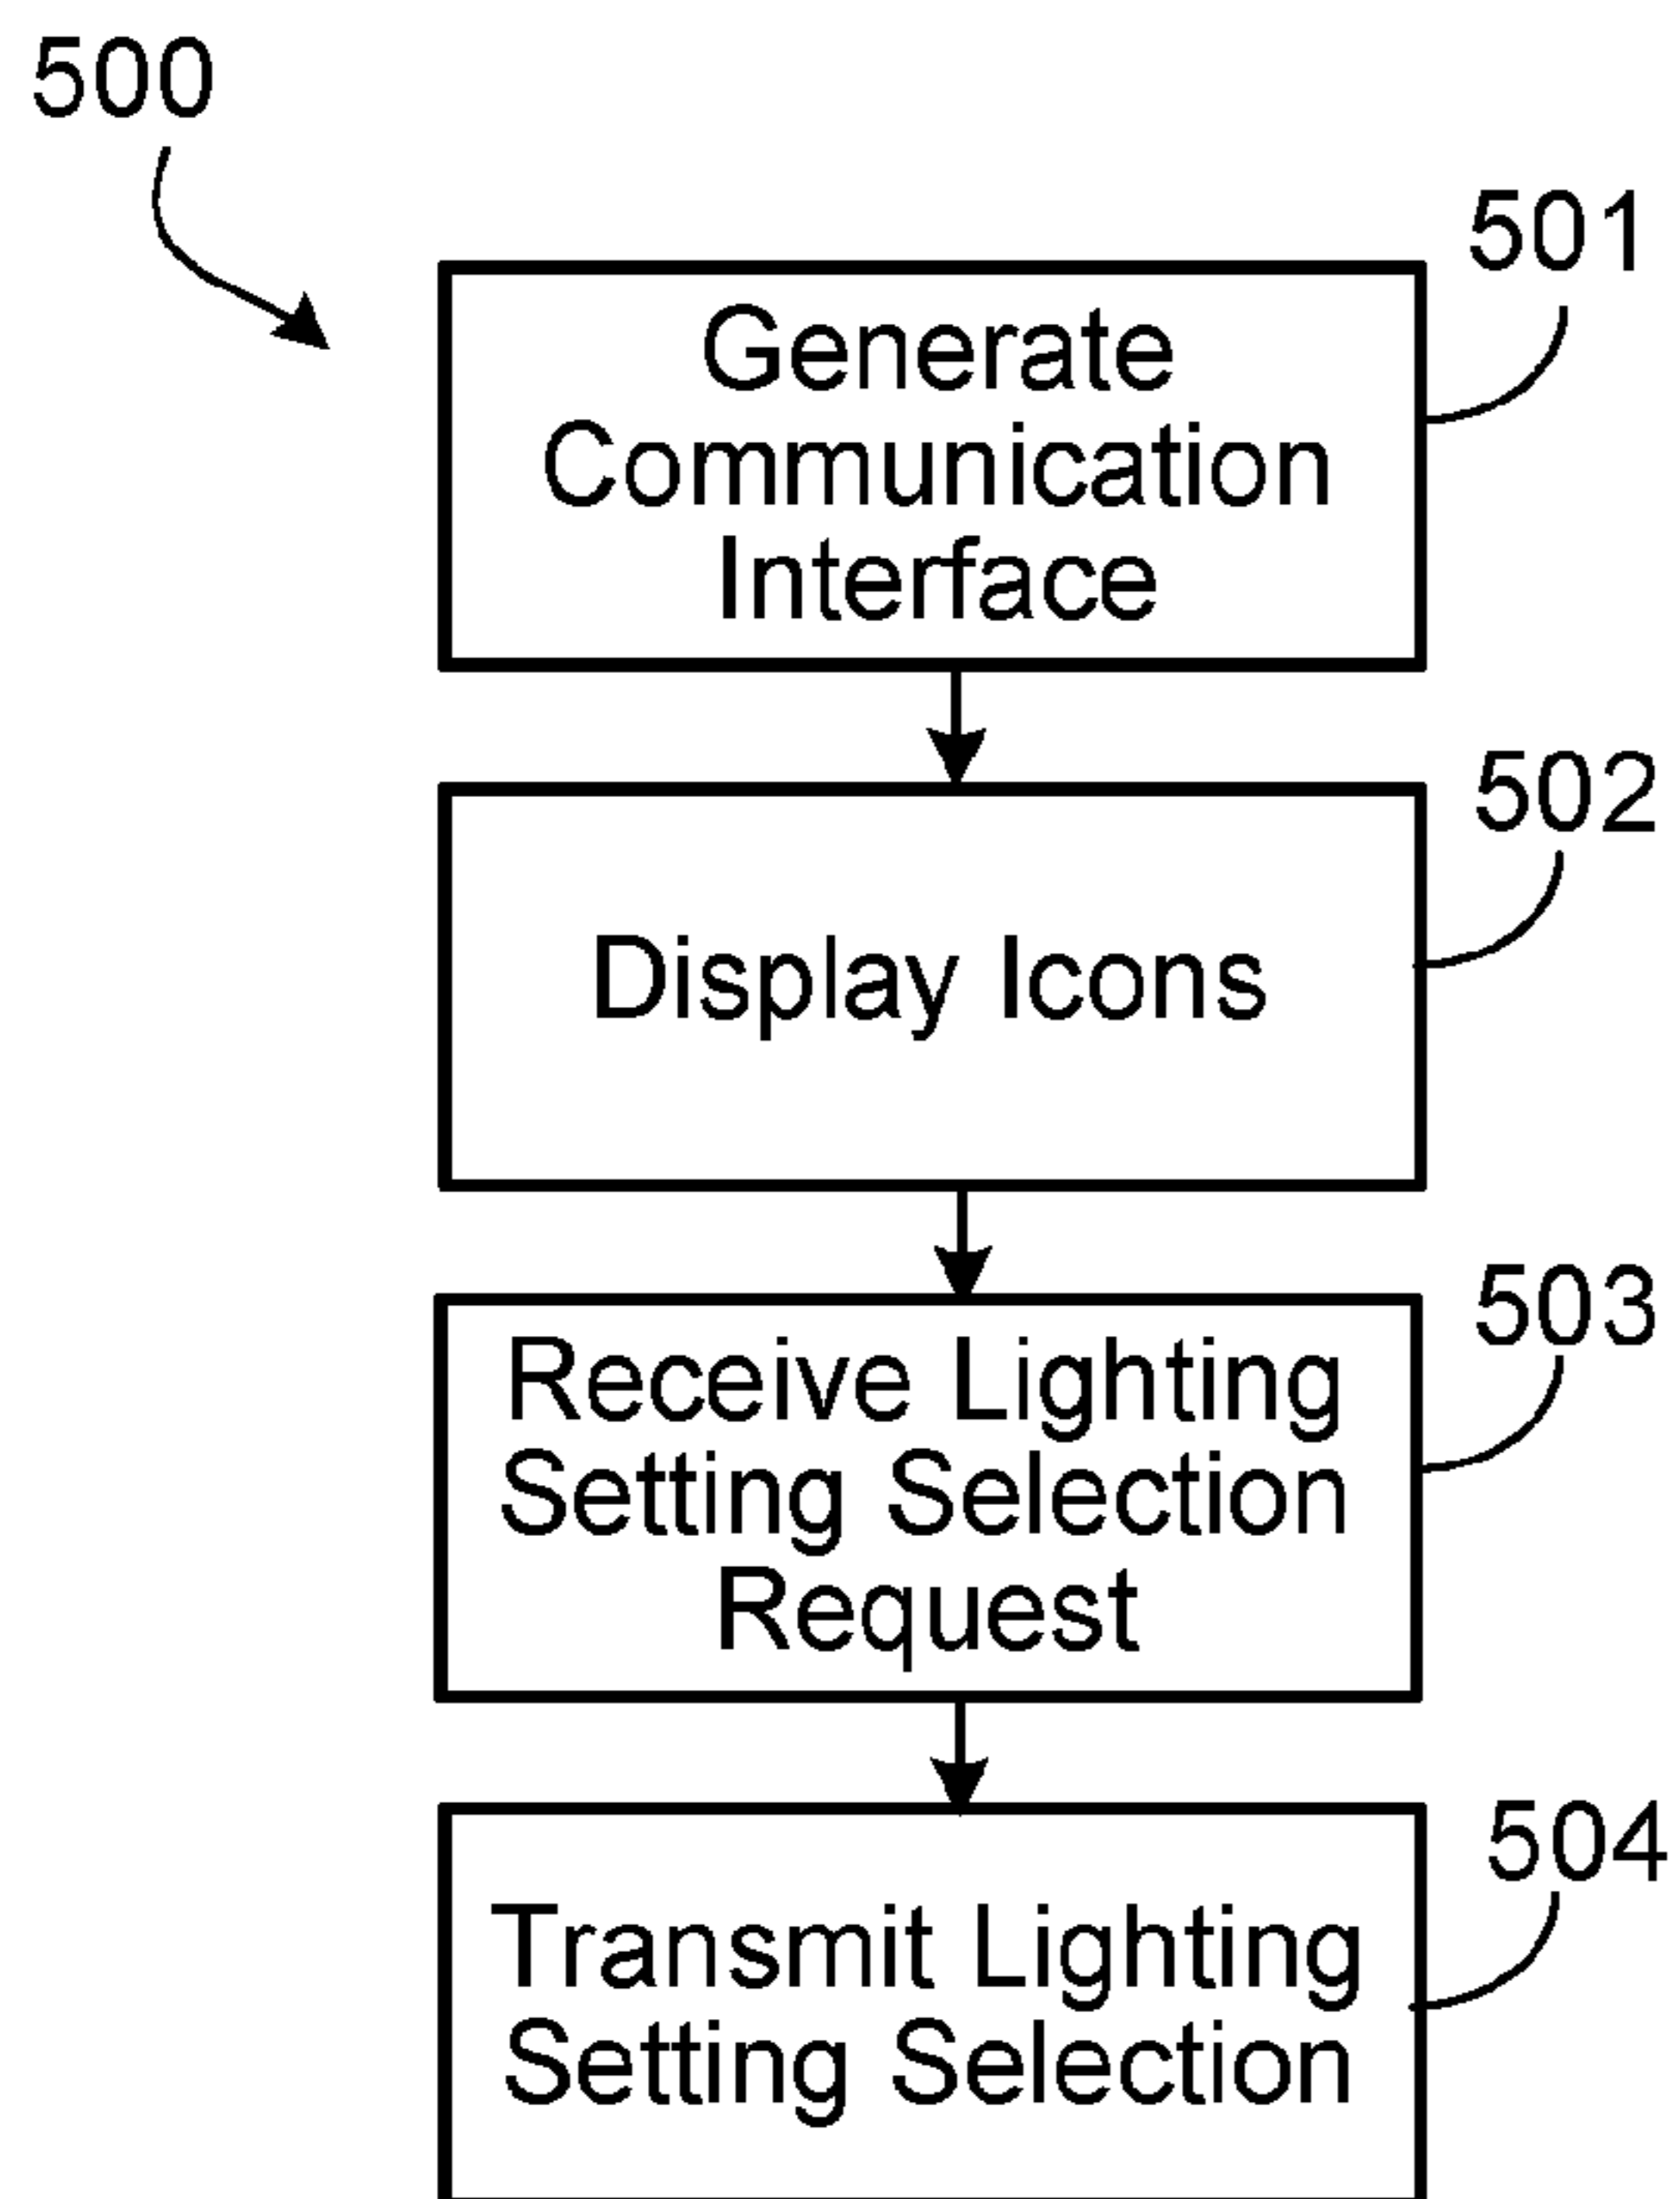 500
501
Generate
Communication
Interface
502
Display Icons
503
Receive Lighting
Setting Selection
Request
504
Transmit Lighting
Setting Selection